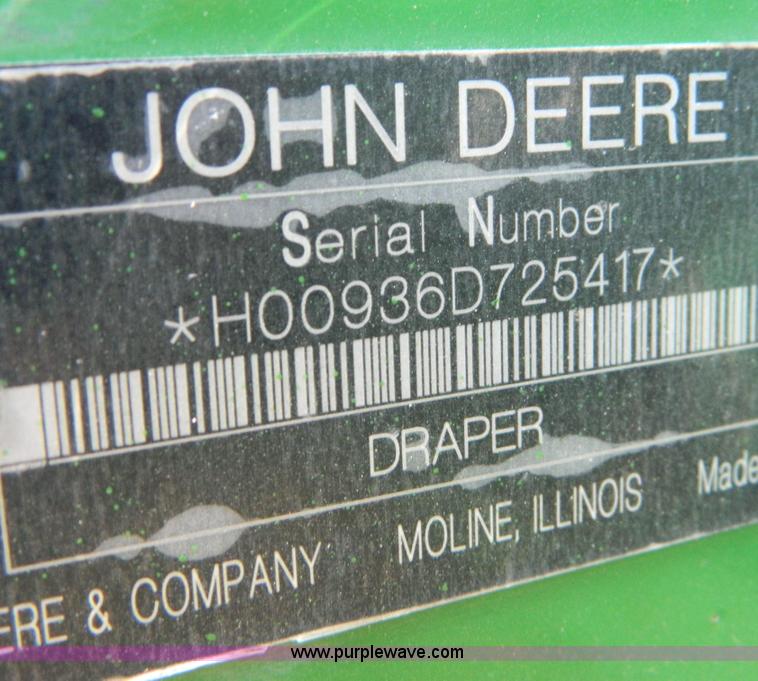 JOHN DEERE
Serial Number
*H00936D725417*
DRAPER
ERE & COMPANY MOLINE, ILLINOIS Made
www.purplewave.com